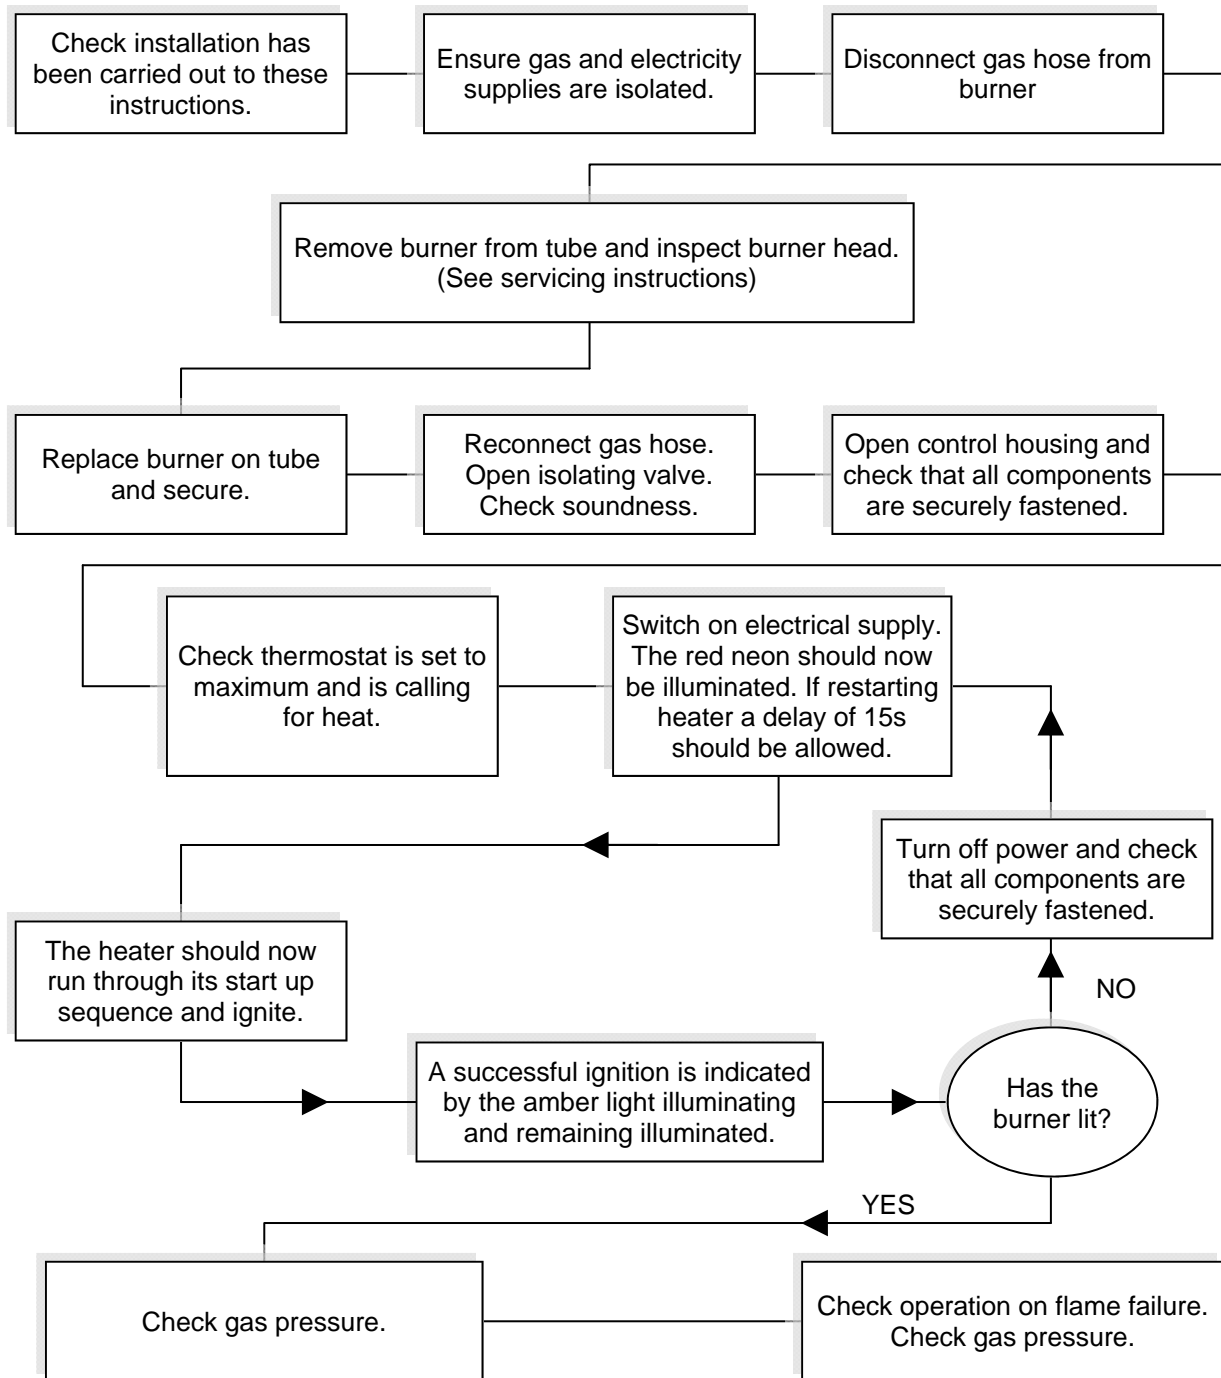 Check installation has
been carried out to these
instructions.
Ensure gas and electricity
supplies are isolated.
Disconnect gas hose from
burner
Remove burner from tube and inspect burner head.
(See servicing instructions)
Replace burner on tube
and secure.
Reconnect gas hose.
Open isolating valve.
Check soundness.
Open control housing and
check that all components
are securely fastened.
Check thermostat is set to
maximum and is calling
for heat.
Switch on electrical supply.
The red neon should now
be illuminated. If restarting
heater a delay of 15s
should be allowed.
Turn off power and check
that all components are
securely fastened.
The heater should now
run through its start up
sequence and ignite.
NO
A successful ignition is indicated
by the amber light illuminating
and remaining illuminated.
Has the
burner lit?
YES
Check gas pressure.
Check operation on flame failure.
Check gas pressure.